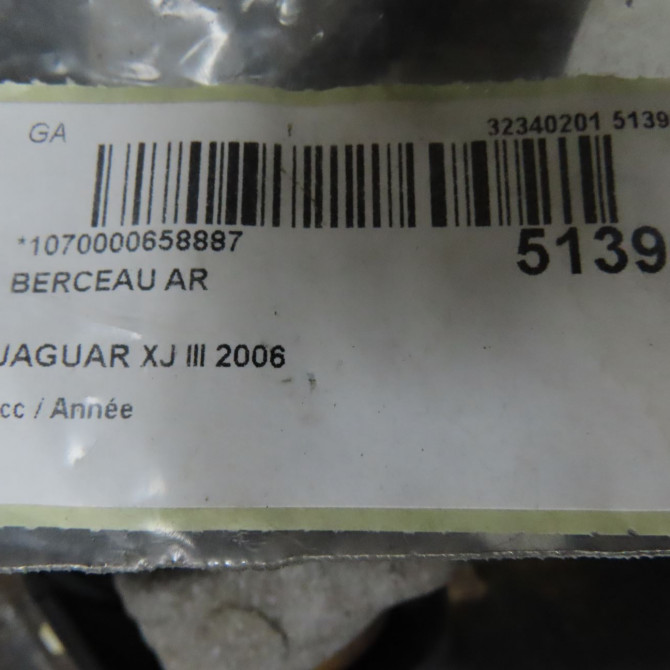 GA 32340201 5139
*1070000658887 5139
BERCEAU AR
JAGUAR XJ III 2006
cc / Année